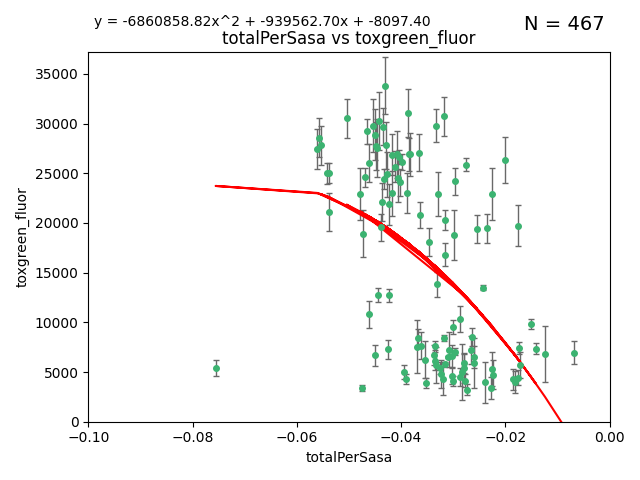 y = -6860858.82x^2 + -939562.70x + -8097.40
N = 467
totalPerSasa vs toxgreen_fluor
toxgreen_fluor
35000
30000
25000
20000
15000
10000
5000
0
−0.10
−0.08
−0.06
−0.04
−0.02
0.00
totalPerSasa